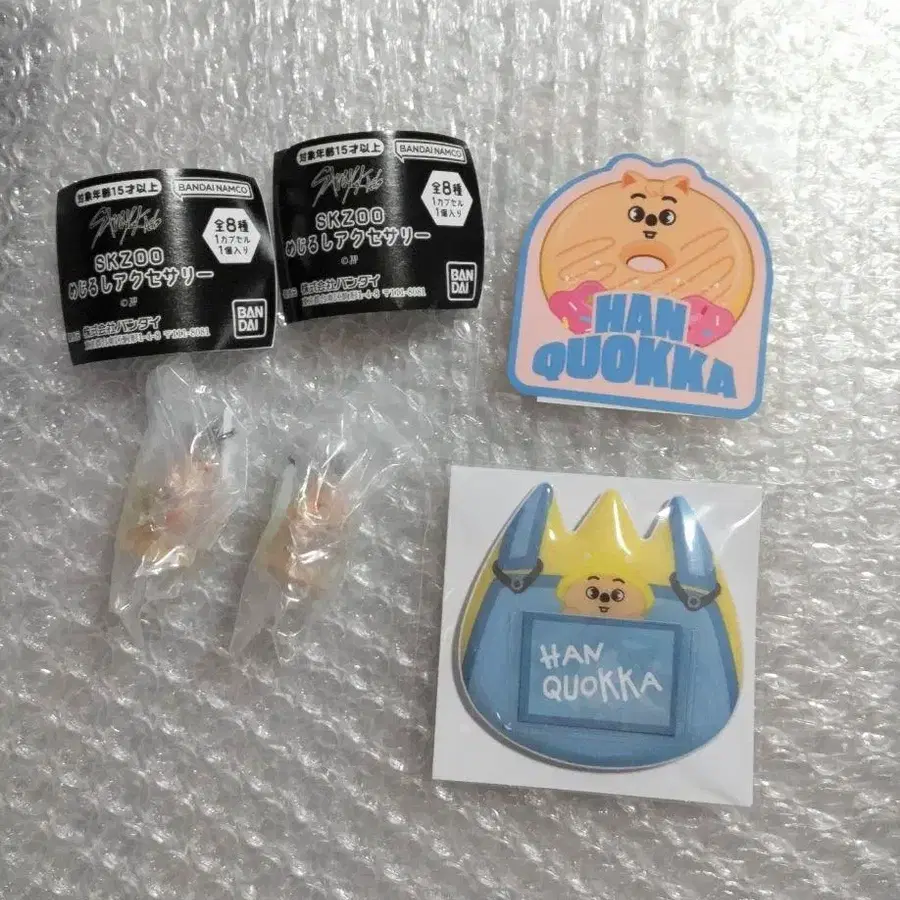 対象年齢15才以上
BANDAI NAMCO
Stray Kids
全8種
1カプセル
1個入り
SKZOO
めじるしアクセサリー
©JYP
株式会社バンダイ
BAN
DAI
対象年齢15才以上
BANDAI NAMCO
Stray Kids
全8種
1カプセル
1個入り
SKZOO
めじるしアクセサリー
©JYP
株式会社バンダイ
BAN
DAI
HAN
QUOKKA
HAN
QUOKKA